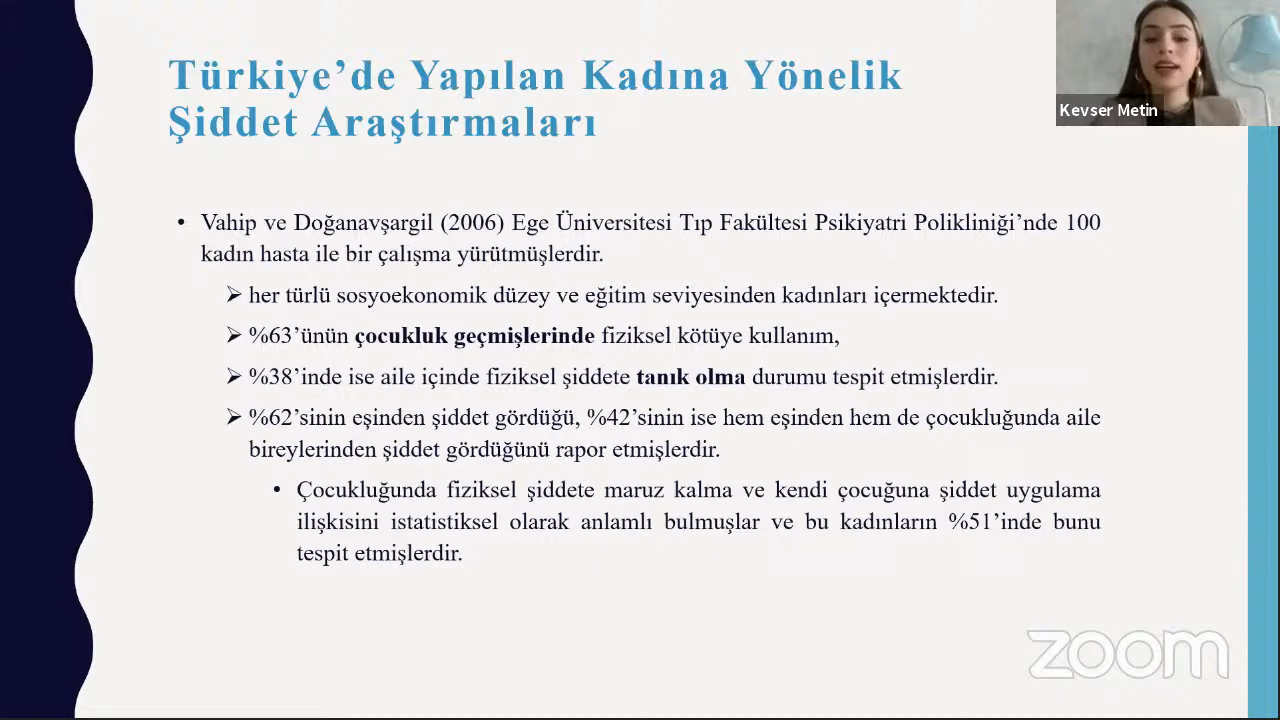 Türkiye’de Yapılan Kadına Yönelik
Şiddet Araştırmaları
Kevser Metin
• Vahip ve Doğanavşargil (2006) Ege Üniversitesi Tıp Fakültesi Psikiyatri Polikliniği’nde 100
kadın hasta ile bir çalışma yürütmüşlerdir.
➢ her türlü sosyoekonomik düzey ve eğitim seviyesinden kadınları içermektedir.
➢ %63’ünün çocukluk geçmişlerinde fiziksel kötüye kullanım,
➢ %38’inde ise aile içinde fiziksel şiddete tanık olma durumu tespit etmişlerdir.
➢ %62’sinin eşinden şiddet gördüğü, %42’sinin ise hem eşinden hem de çocukluğunda aile
bireylerinden şiddet gördüğünü rapor etmişlerdir.
• Çocukluğunda fiziksel şiddete maruz kalma ve kendi çocuğuna şiddet uygulama
ilişkisini istatistiksel olarak anlamlı bulmuşlar ve bu kadınların %51’inde bunu
tespit etmişlerdir.
zoom